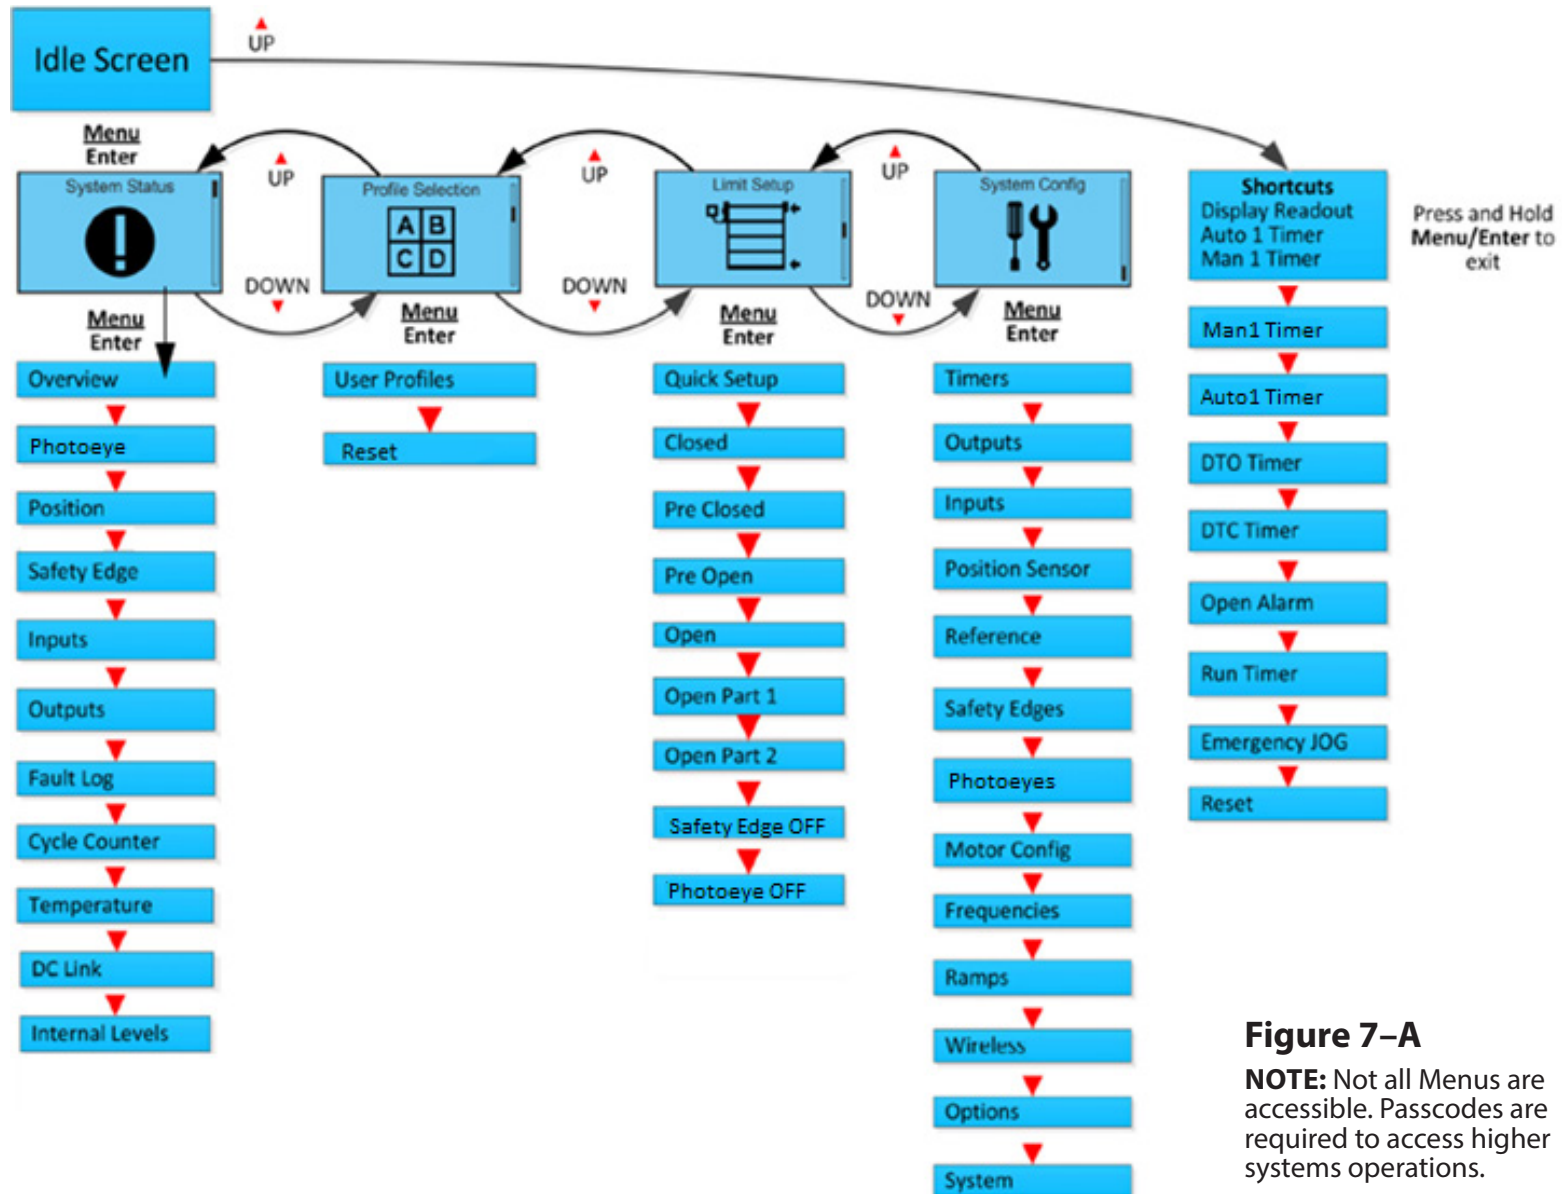 Idle Screen
UP
Menu
Enter
System Status
UP
DOWN
Profile Selection
A B
C D
UP
DOWN
Limit Setup
UP
DOWN
System Config
Shortcuts
Display Readout
Auto 1 Timer
Man 1 Timer
Press and Hold
Menu/Enter to
exit
Menu
Enter
Overview
Photoeye
Position
Safety Edge
Inputs
Outputs
Fault Log
Cycle Counter
Temperature
DC Link
Internal Levels
Menu
Enter
User Profiles
Reset
Menu
Enter
Quick Setup
Closed
Pre Closed
Pre Open
Open
Open Part 1
Open Part 2
Safety Edge OFF
Photoeye OFF
Menu
Enter
Timers
Outputs
Inputs
Position Sensor
Reference
Safety Edges
Photoeyes
Motor Config
Frequencies
Ramps
Wireless
Options
System
Man1 Timer
Auto1 Timer
DTO Timer
DTC Timer
Open Alarm
Run Timer
Emergency JOG
Reset
Figure 7–A
NOTE: Not all Menus are
accessible. Passcodes are
required to access higher
systems operations.